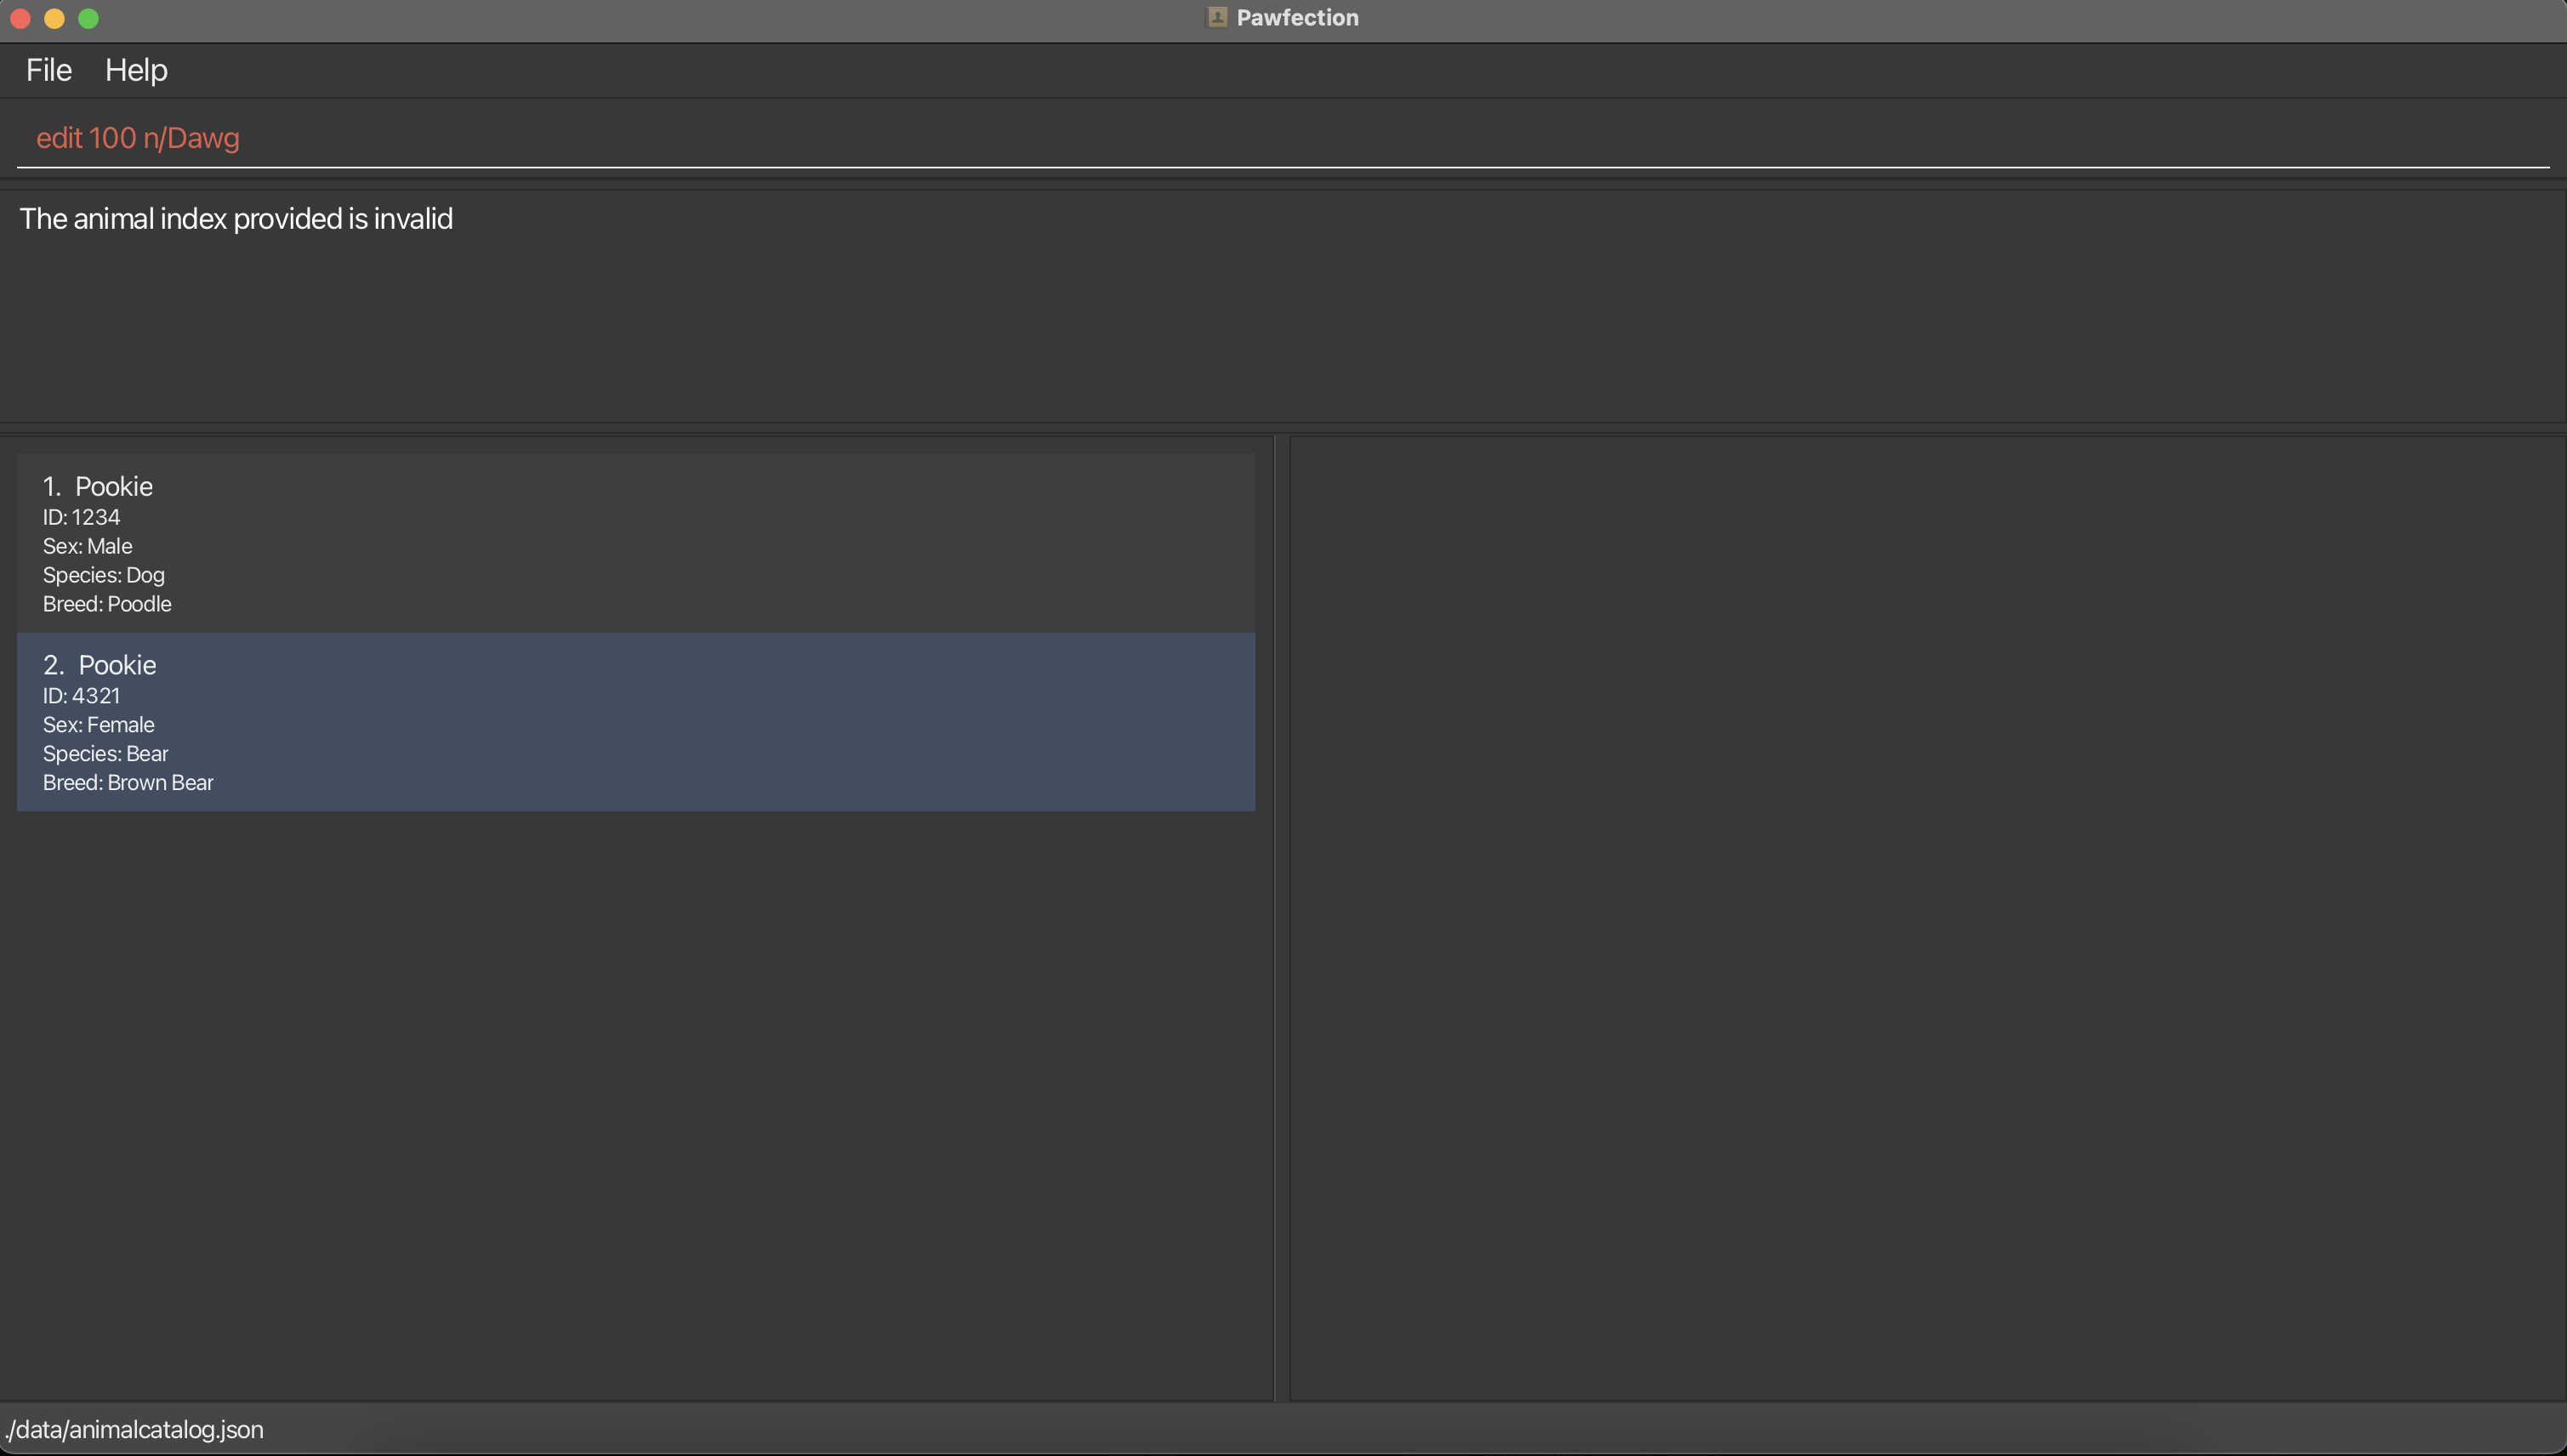 Pawfection
File Help
edit 100 n/Dawg
The animal index provided is invalid
1. Pookie
ID: 1234
Sex: Male
Species: Dog
Breed: Poodle
2. Pookie
ID: 4321
Sex: Female
Species: Bear
Breed: Brown Bear
./data/animalcatalog.json